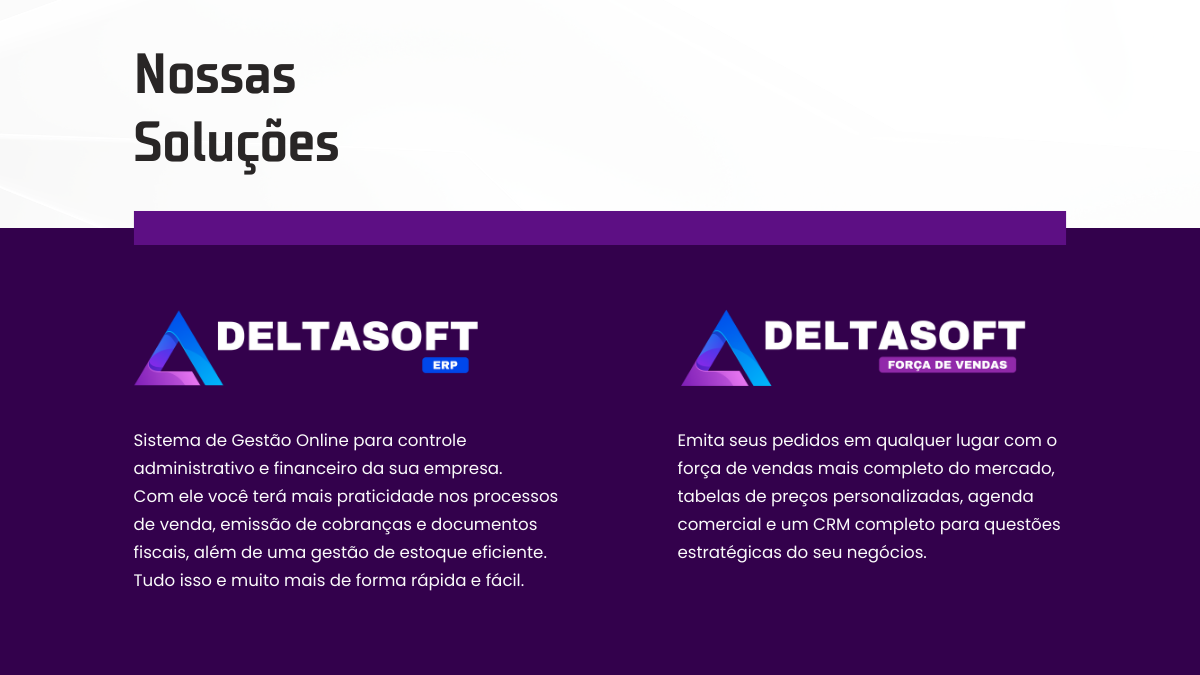 Nossas
Soluções
DELTASOFT
ERP
Sistema de Gestão Online para controle
administrativo e financeiro da sua empresa.
Com ele você terá mais praticidade nos processos
de venda, emissão de cobranças e documentos
fiscais, além de uma gestão de estoque eficiente.
Tudo isso e muito mais de forma rápida e fácil.
DELTASOFT
FORÇA DE VENDAS
Emita seus pedidos em qualquer lugar com o
força de vendas mais completo do mercado,
tabelas de preços personalizadas, agenda
comercial e um CRM completo para questões
estratégicas do seu negócios.